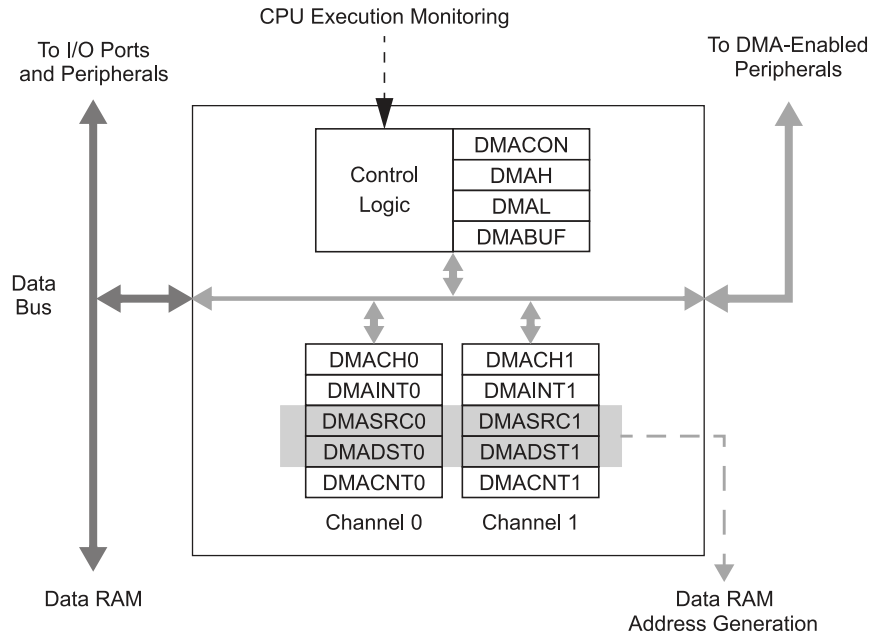 CPU Execution Monitoring
To I/O Ports
and Peripherals
To DMA-Enabled
Peripherals
Control
Logic
DMACON
DMAH
DMAL
DMABUF
Data
Bus
DMACH0
DMAINT0
DMASRC0
DMADST0
DMACNT0
Channel 0
DMACH1
DMAINT1
DMASRC1
DMADST1
DMACNT1
Channel 1
Data RAM
Data RAM
Address Generation